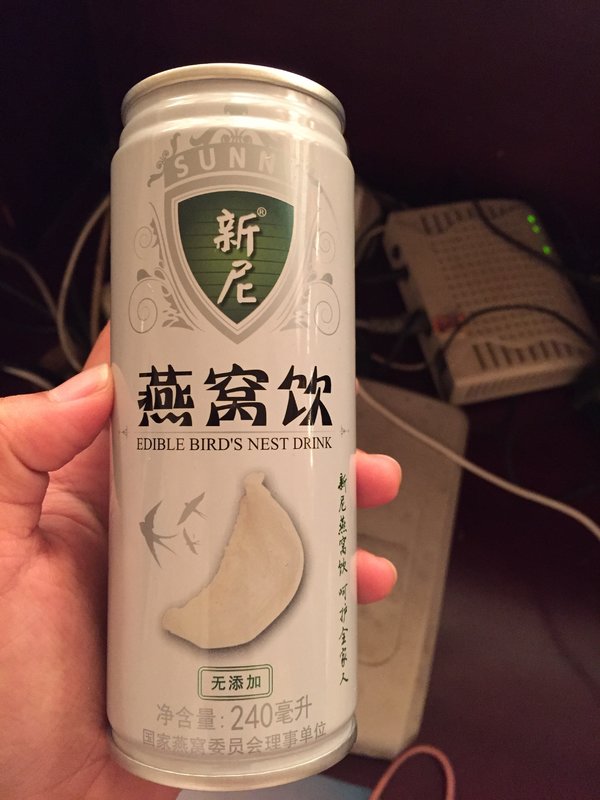 SUNN
新尼®
燕窝饮
EDIBLE BIRD'S NEST DRINK
新尼燕窝饮 呵护全家人
无添加
净含量:240毫升
国家燕窝委员会理事单位